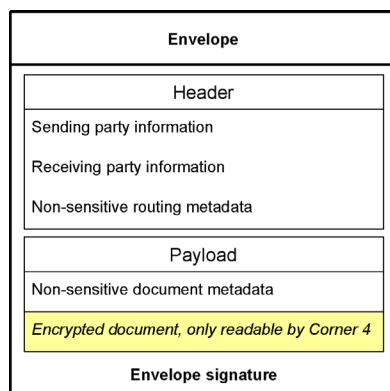 Envelope
Header
Sending party information
Receiving party information
Non-sensitive routing metadata
Payload
Non-sensitive document metadata
Encrypted document, only readable by Corner 4
Envelope signature